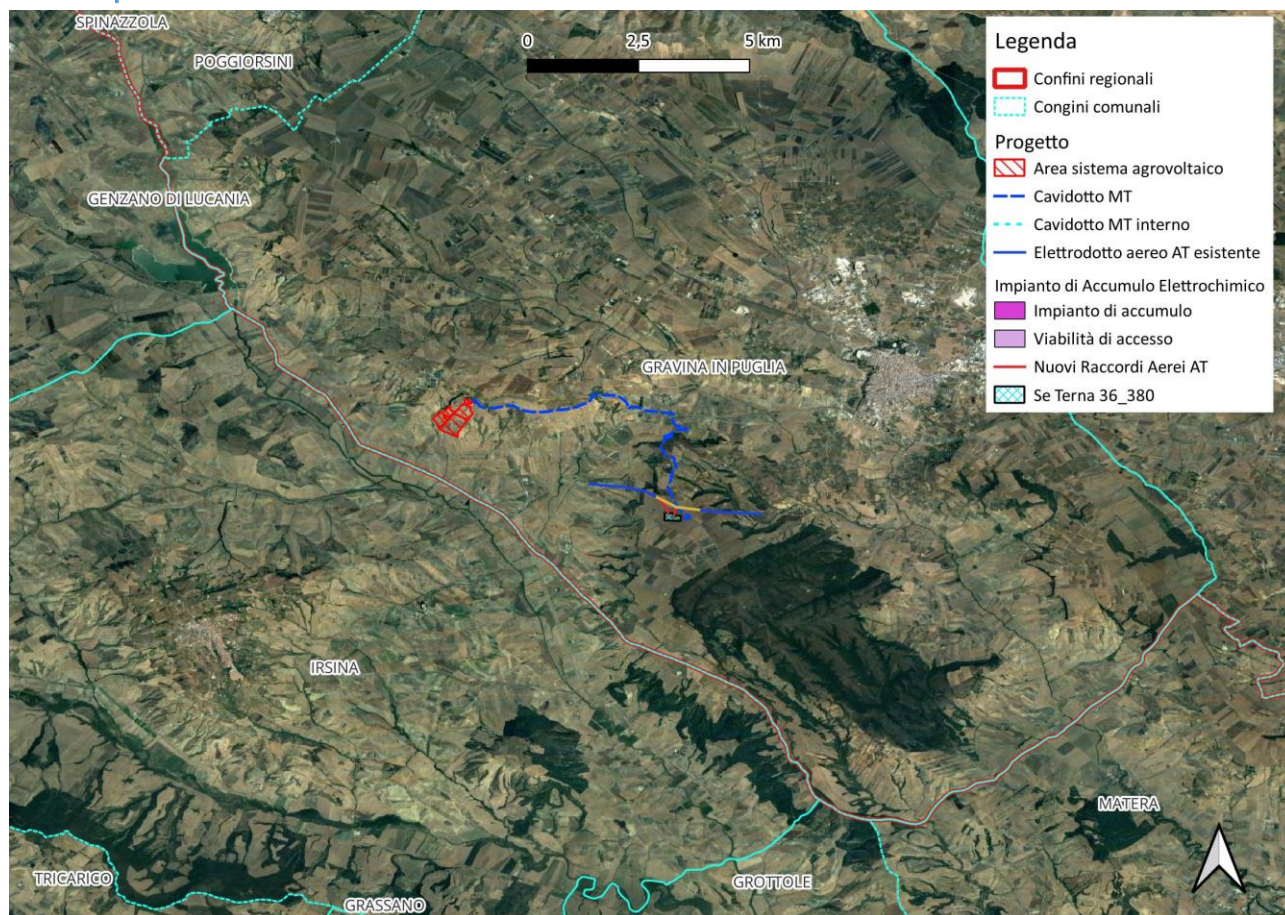 SPINAZZOLA
POGGIORSINI
0 2,5 5 km
GENZANO DI LUCANIA
GRAVINA IN PUGLIA
IRSINA
MATERA
TRICARICO
GROTTOLE
GRASSANO
Legenda
Confini regionali
Congini comunali
Progetto
Area sistema agrovoltaico
Cavidotto MT
Cavidotto MT interno
Elettrodotto aereo AT esistente
Impianto di Accumulo Elettrochimico
Impianto di accumulo
Viabilità di accesso
Nuovi Raccordi Aerei AT
Se Terna 36_380